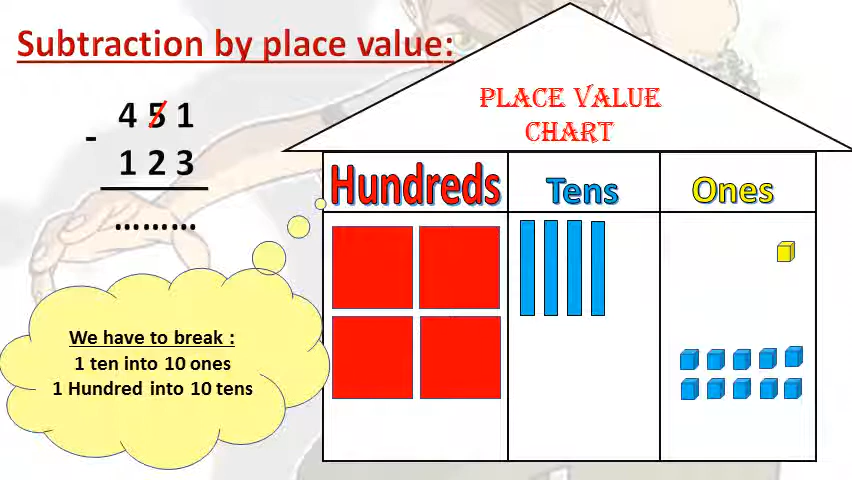 Subtraction by place value:
4 5 1
-
1 2 3
………
We have to break :
1 ten into 10 ones
1 Hundred into 10 tens
PLACE VALUE
CHART
Hundreds Tens Ones